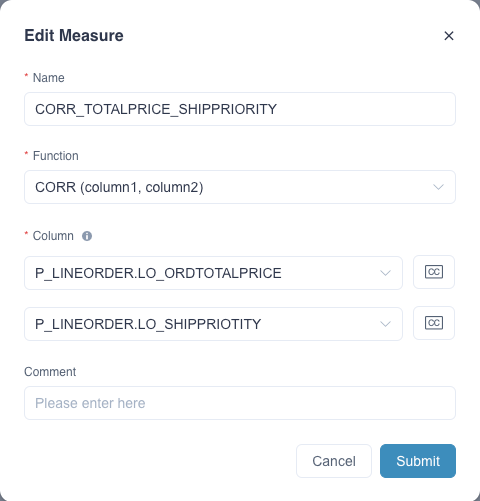 Edit Measure
* Name
CORR_TOTALPRICE_SHIPPRIORITY
* Function
CORR (column1, column2)
* Column
P_LINEORDER.LO_ORDTOTALPRICE
CC
P_LINEORDER.LO_SHIPPRIOTITY
CC
Comment
Please enter here
Cancel Submit